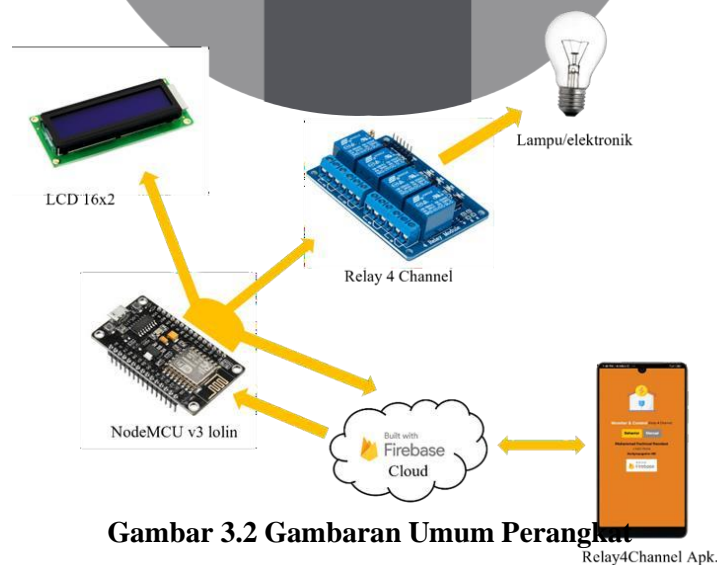 Lampu/elektronik
LCD 16x2
Relay 4 Channel
NodeMCU v3 lolin
Built with
Firebase
Cloud
Firebase
Gambar 3.2 Gambaran Umum Perangkat
Relay4Channel Apk.